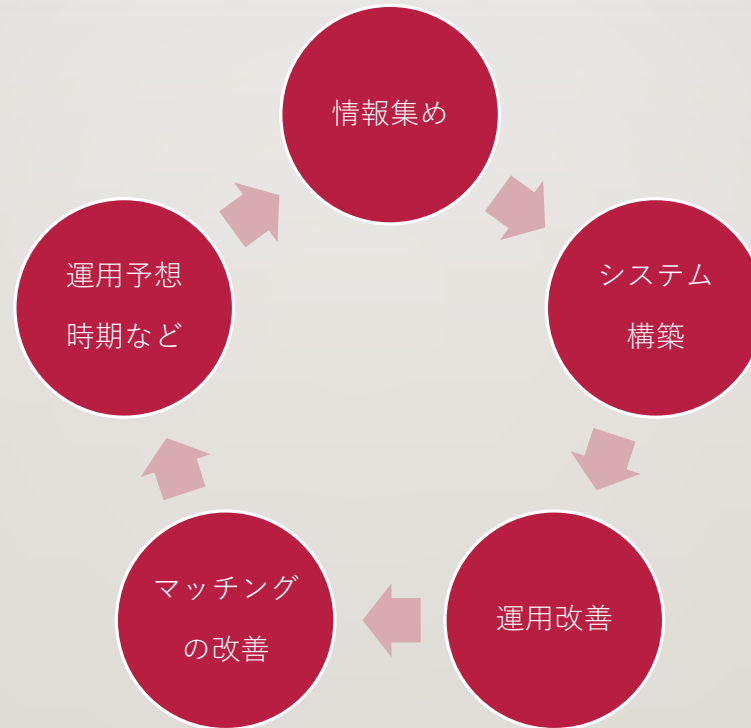 情報集め
システム
構築
運用改善
マッチング
の改善
運用予想
時期など